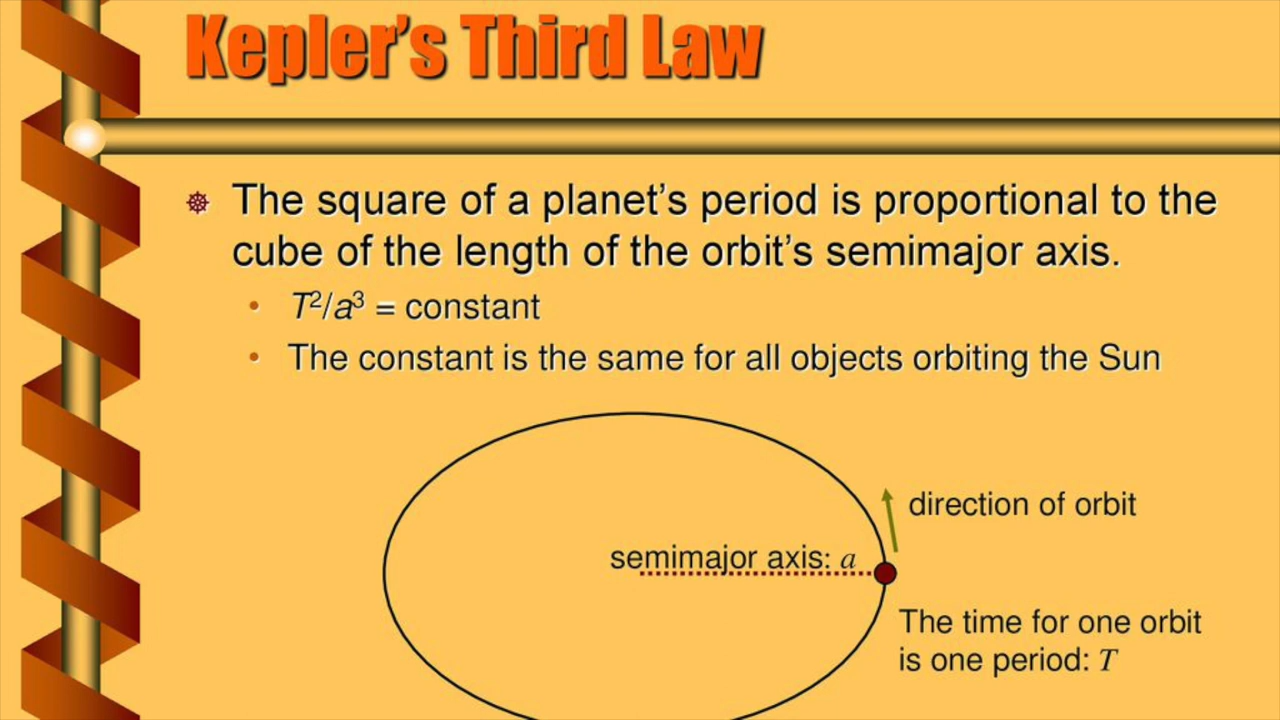 Kepler’s Third Law
The square of a planet’s period is proportional to the
cube of the length of the orbit’s semimajor axis.
• T²/a³ = constant
• The constant is the same for all objects orbiting the Sun
direction of orbit
semimajor axis: a
The time for one orbit
is one period: T